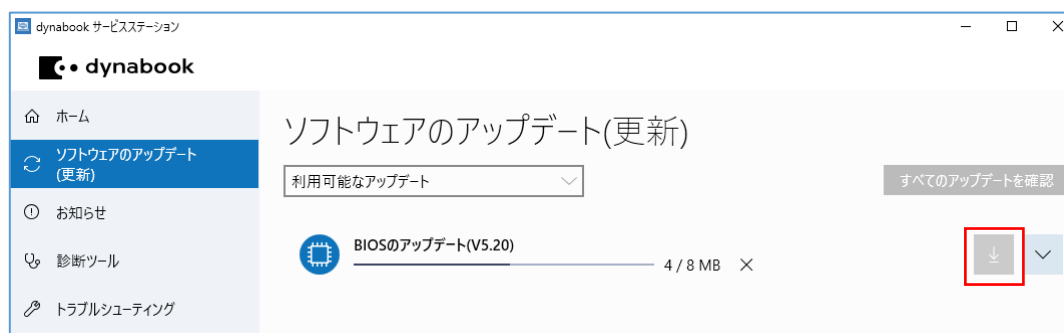 dynabook サービスステーション
dynabook
ホーム
ソフトウェアのアップデート
(更新)
お知らせ
診断ツール
トラブルシューティング
ソフトウェアのアップデート(更新)
利用可能なアップデート
すべてのアップデートを確認
BIOSのアップデート(V5.20)
4 / 8 MB